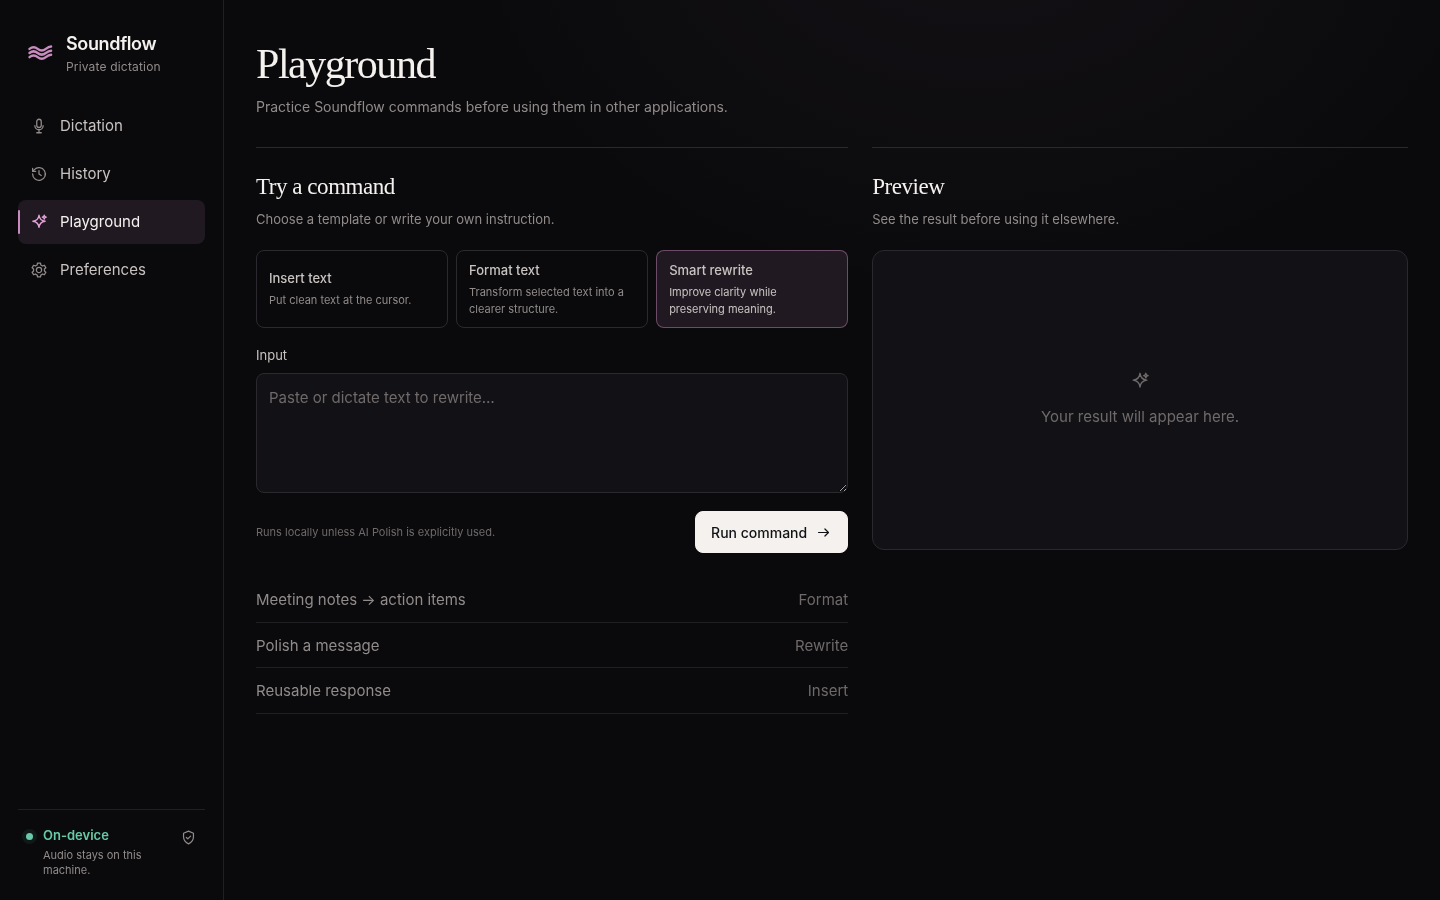 Soundflow
Private dictation
Dictation
History
Playground
Preferences
On-device
Audio stays on this
machine.
Playground
Practice Soundflow commands before using them in other applications.
Try a command
Choose a template or write your own instruction.
Insert text
Put clean text at the cursor.
Format text
Transform selected text into a
clearer structure.
Smart rewrite
Improve clarity while
preserving meaning.
Input
Paste or dictate text to rewrite...
Runs locally unless AI Polish is explicitly used.
Run command →
Meeting notes → action items
Format
Polish a message
Rewrite
Reusable response
Insert
Preview
See the result before using it elsewhere.
Your result will appear here.